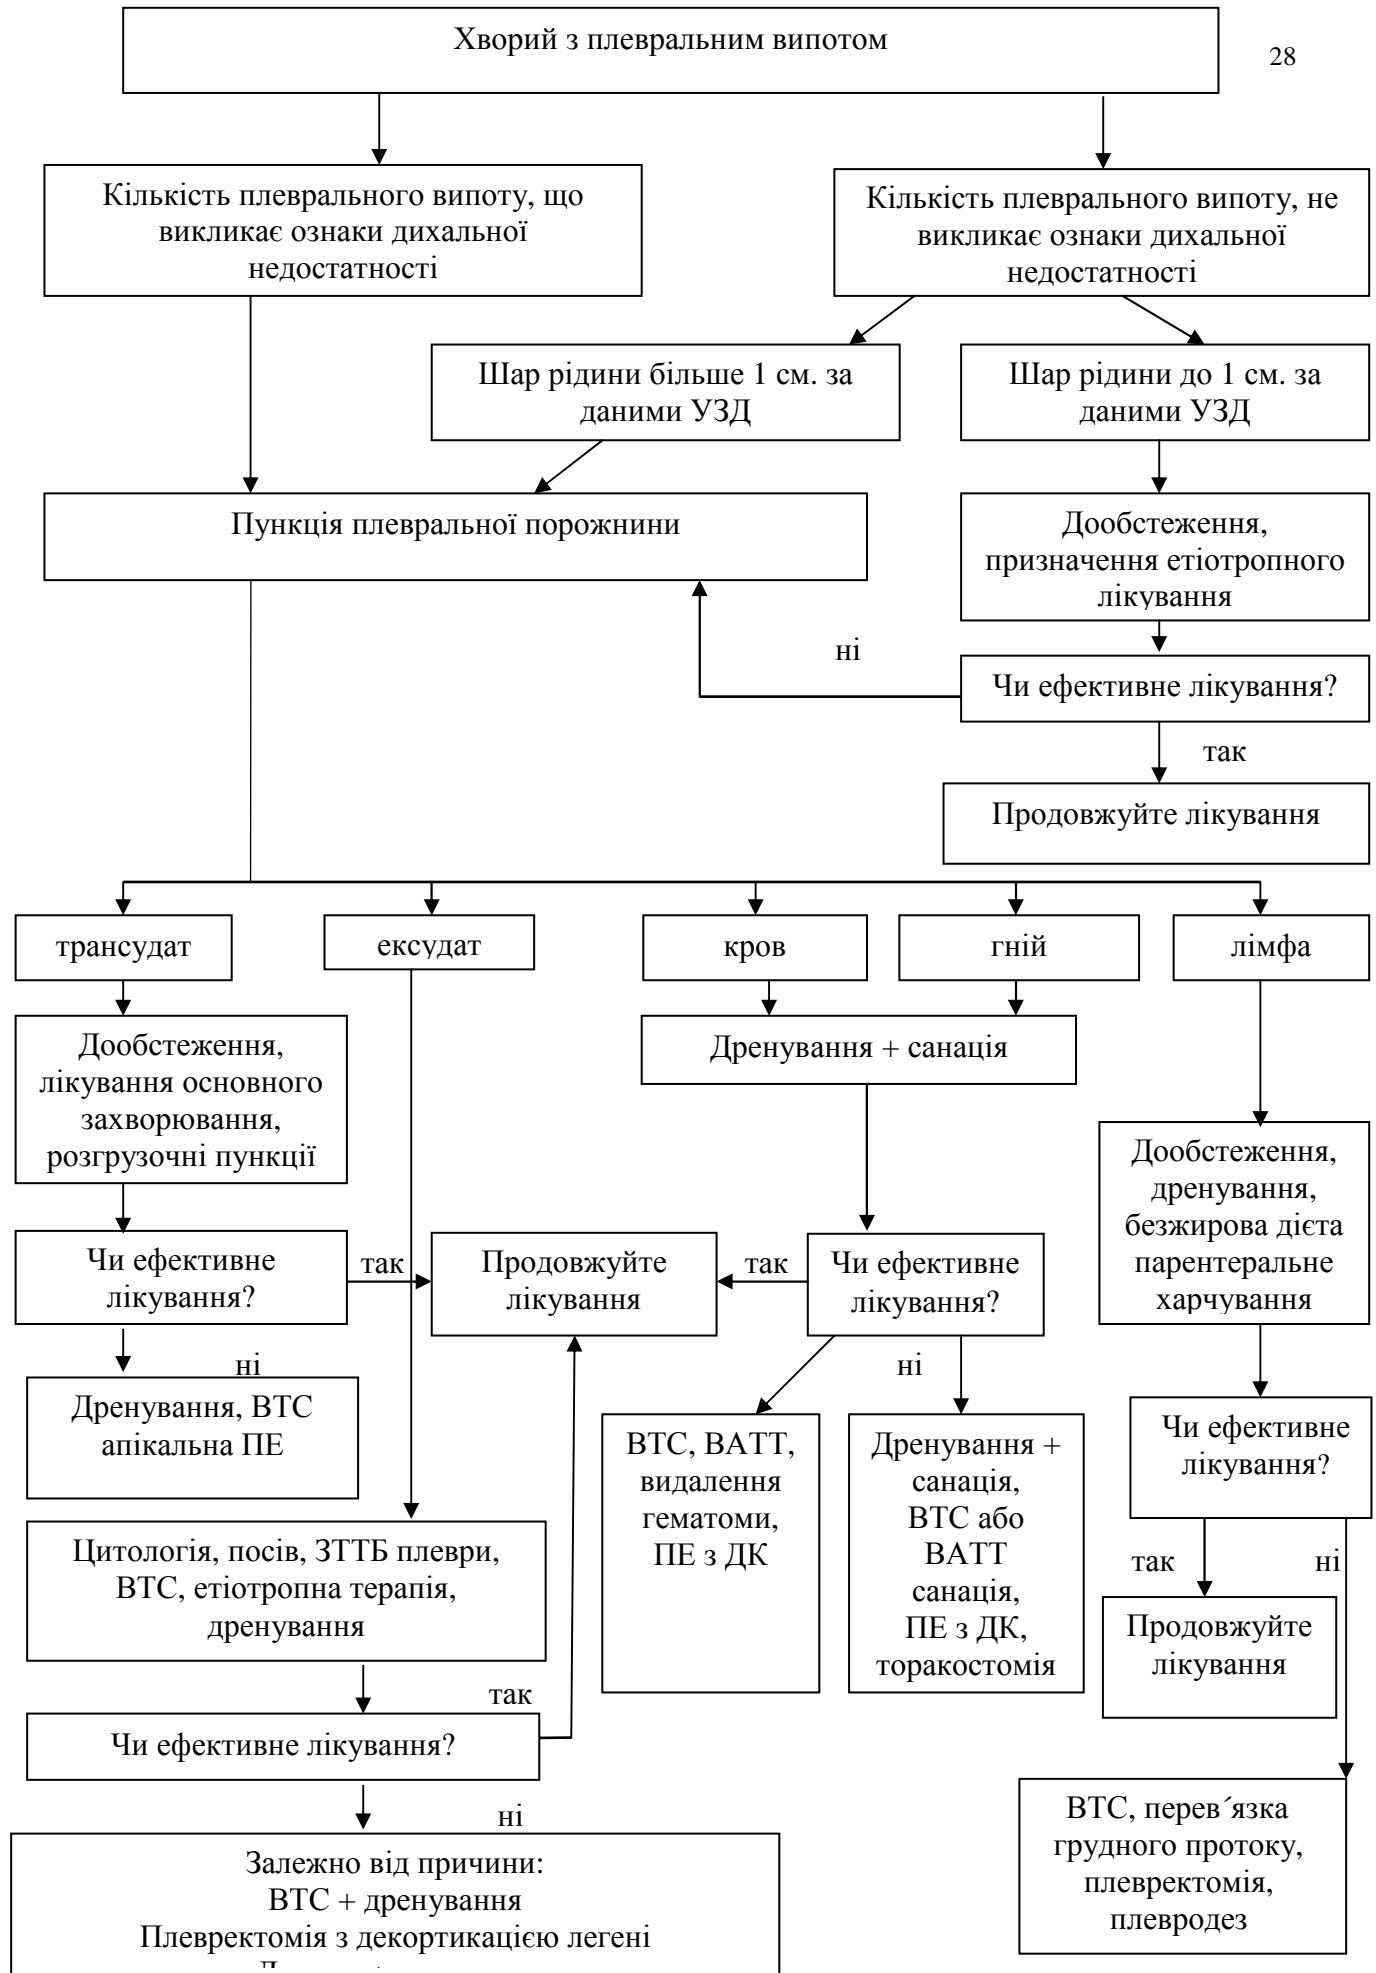 Хворий з плевральним випотом
28
Кількість плеврального випоту, що
викликає ознаки дихальної
недостатності
Кількість плеврального випоту, не
викликає ознаки дихальної
недостатності
Шар рідини більше 1 см. за
даними УЗД
Шар рідини до 1 см. за
даними УЗД
Пункція плевральної порожнини
Дообстеження,
призначення етіотропного
лікування
ні
Чи ефективне лікування?
так
Продовжуйте лікування
трансудат
ексудат
кров
гній
лімфа
Дообстеження,
лікування основного
захворювання,
розгрузочні пункції
Дренування + санація
Дообстеження,
дренування,
безжирова дієта
парентеральне
харчування
Чи ефективне
лікування?
так
Продовжуйте
лікування
так
Чи ефективне
лікування?
ні
ні
Дренування, ВТС
апікальна ПЕ
ВТС, ВАТТ,
видалення
гематоми,
ПЕ з ДК
Дренування +
санація,
ВТС або
ВАТТ
санація,
ПЕ з ДК,
торакостомія
Чи ефективне
лікування?
так
ні
Продовжуйте
лікування
Цитологія, посів, ЗТТБ плеври,
ВТС, етіотропна терапія,
дренування
так
Чи ефективне лікування?
ні
ВТС, перев´язка
грудного протоку,
плевректомія,
плевродез
Залежно від причини:
ВТС + дренування
Плевректомія з декортикацією легені